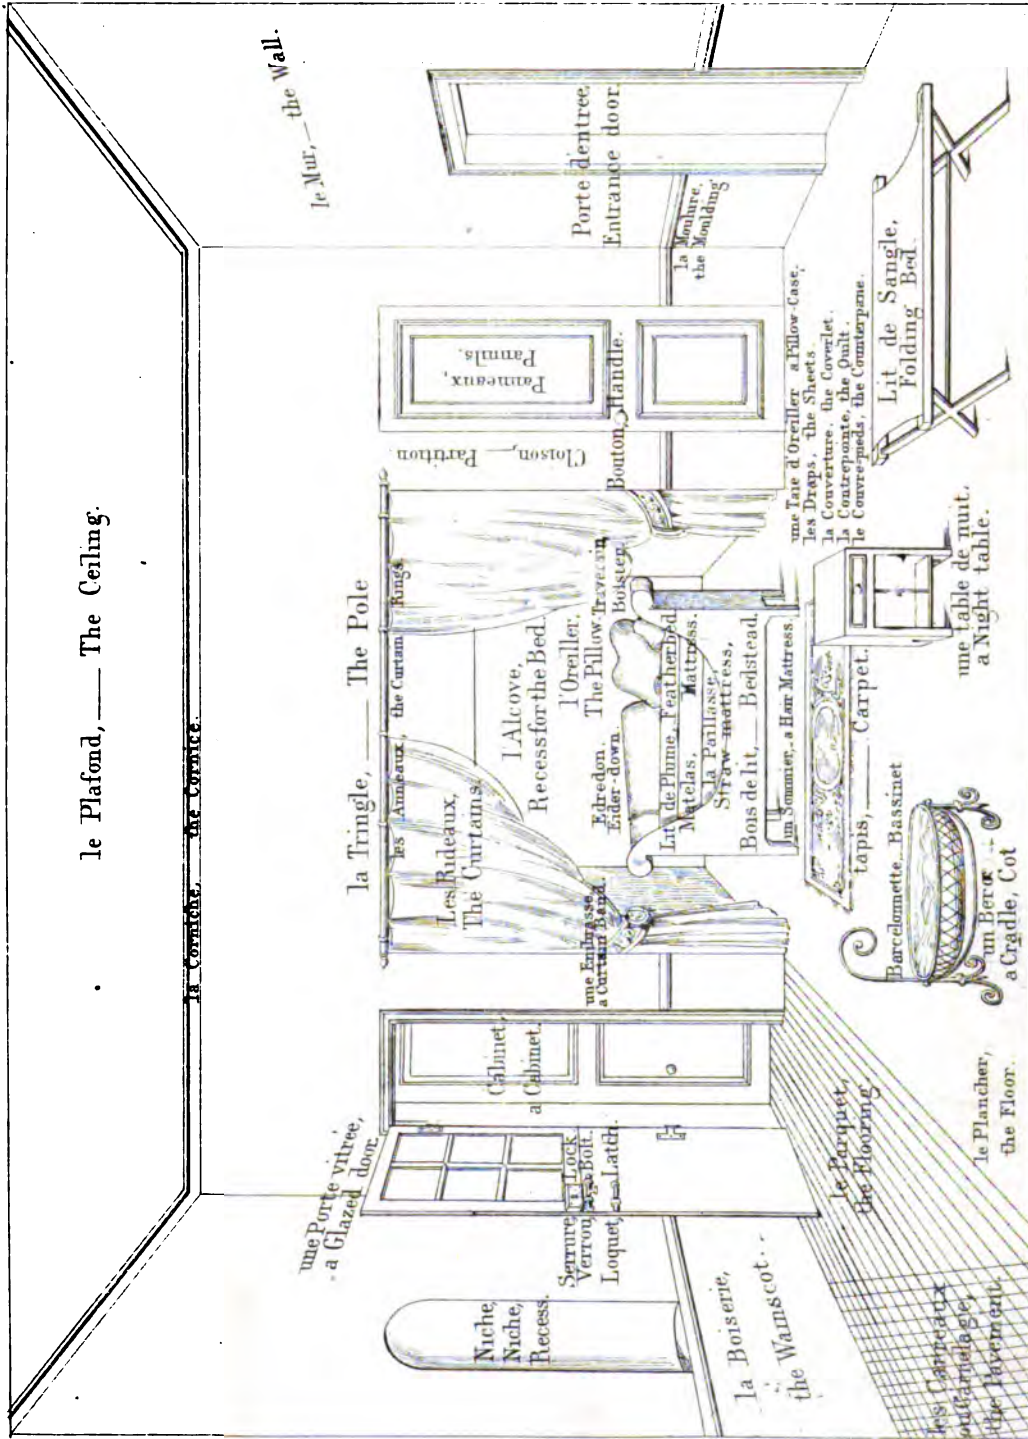 le Plafond, — The Ceiling.
la Corniche, the Cornice.
le Mur, — the Wall.
la Tringle, — The Pole
les Anneaux, the Curtain Rings.
Les Rideaux,
The Curtains.
l'Alcove,
Recess for the Bed.
une Porte vitrée,
a Glazed door.
Niche,
Niche,
Recess.
Serrure, Lock
Verrou, Bolt.
Loquet, Latch.
Cabinet,
a Cabinet.
une Embrasse,
a Curtain Band.
Edredon
Eider-down.
l'Oreiller.
The Pillow.
Traversin,
Bolster.
Lit de Plume, Featherbed
Matelas, Mattress.
la Paillasse,
Straw mattress,
Bois de lit, — Bedstead.
un Sommier, a Hair Mattress.
Cloison, — Partition
Panneaux,
Pannils.
Bouton, Handle.
Porte d'entree,
Entrance door.
la Moulure,
the Moulding
une Taie d'Oreiller a Pillow-Case.
les Draps, the Sheets.
la Couverture, the Coverlet.
la Contrepointe, the Quilt.
le Couvre-pieds, the Counterpane.
Lit de Sangle,
Folding Bed.
une table de nuit,
a Night table.
tapis, — Carpet.
Barcelonnette, Bassinet
un Berce
a Cradle, Cot
le Parquet,
the Flooring
le Plancher,
the Floor.
la Boiserie,
the Wainscot.
les Carreaux
the Pavement.